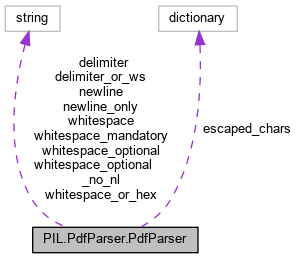 string
dictionary
delimiter
delimiter_or_ws
newline
newline_only
whitespace
whitespace_mandatory
whitespace_optional
whitespace_optional
_no_nl
whitespace_or_hex
escaped_chars
PIL.PdfParser.PdfParser